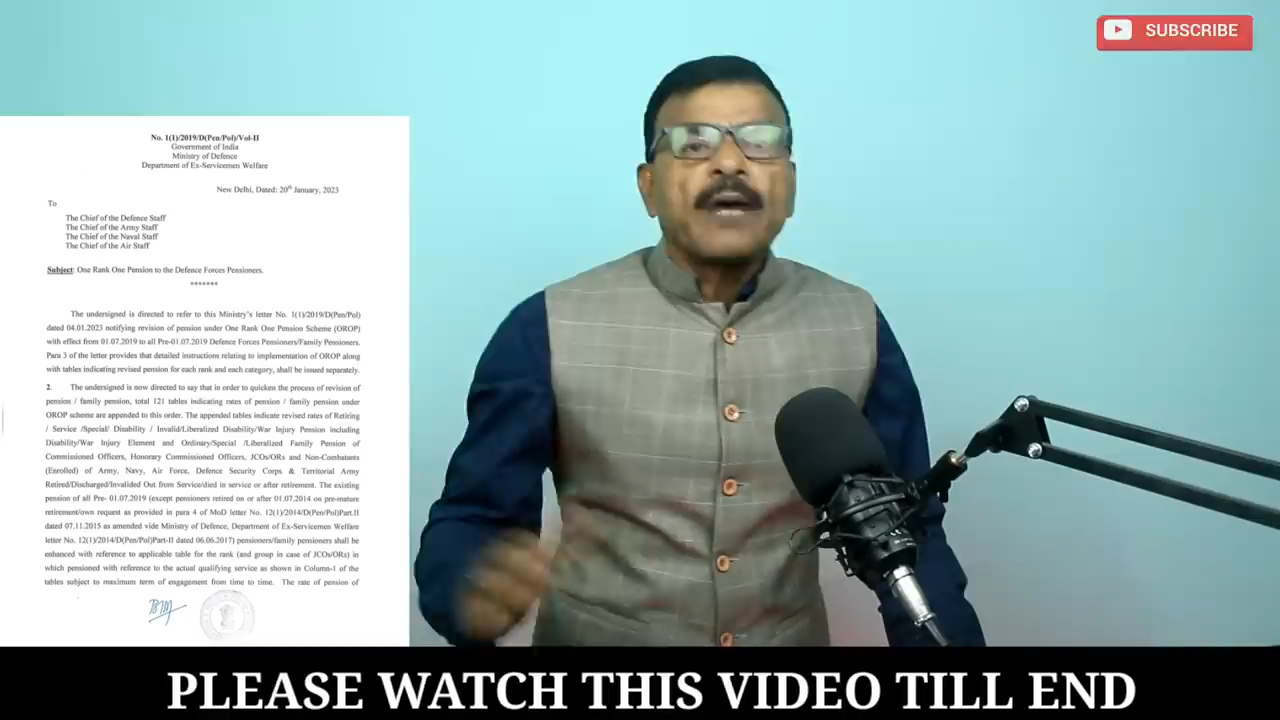 SUBSCRIBE
No. 1(1)/2019/D(Pen/Pol)/Vol-II
Government of India
Ministry of Defence
Department of Ex-Servicemen Welfare
New Delhi, Dated: 20th January, 2023
To
The Chief of the Defence Staff
The Chief of the Army Staff
The Chief of the Naval Staff
The Chief of the Air Staff
Subject: One Rank One Pension to the Defence Forces Pensioners.
*******
The undersigned is directed to refer to this Ministry's letter No. 1(1)/2019/D(Pen/Pol)
dated 04.01.2023 notifying revision of pension under One Rank One Pension Scheme (OROP)
with effect from 01.07.2019 to all Pre-01.07.2019 Defence Forces Pensioners/Family Pensioners.
Para 3 of the letter provides that detailed instructions relating to implementation of OROP along
with tables indicating revised pension for each rank and each category, shall be issued separately.
2. The undersigned is now directed to say that in order to quicken the process of revision of
pension / family pension, total 121 tables indicating rates of pension / family pension under
OROP scheme are appended to this order. The appended tables indicate revised rates of Retiring
/ Service /Special/ Disability / Invalid/Liberalized Disability/War Injury Pension including
Disability/War Injury Element and Ordinary/Special /Liberalized Family Pension of
Commissioned Officers, Honorary Commissioned Officers, JCOs/ORs and Non-Combatants
(Enrolled) of Army, Navy, Air Force, Defence Security Corps & Territorial Army
Retired/Discharged/Invalided Out from Service/died in service or after retirement. The existing
pension of all Pre- 01.07.2019 (except pensioners retired on or after 01.07.2014 on pre-mature
retirement/own request as provided in para 4 of MoD letter No. 12(1)/2014/D(Pen/Pol)Part.II
dated 07.11.2015 as amended vide Ministry of Defence, Department of Ex-Servicemen Welfare
letter No. 12(1)/2014/D(Pen/Pol)Part-II dated 06.06.2017) pensioners/family pensioners shall be
enhanced with reference to applicable table for the rank (and group in case of JCOs/ORs) in
which pensioned with reference to the actual qualifying service as shown in Column-1 of the
tables subject to maximum term of engagement from time to time. The rate of pension of
PLEASE WATCH THIS VIDEO TILL END